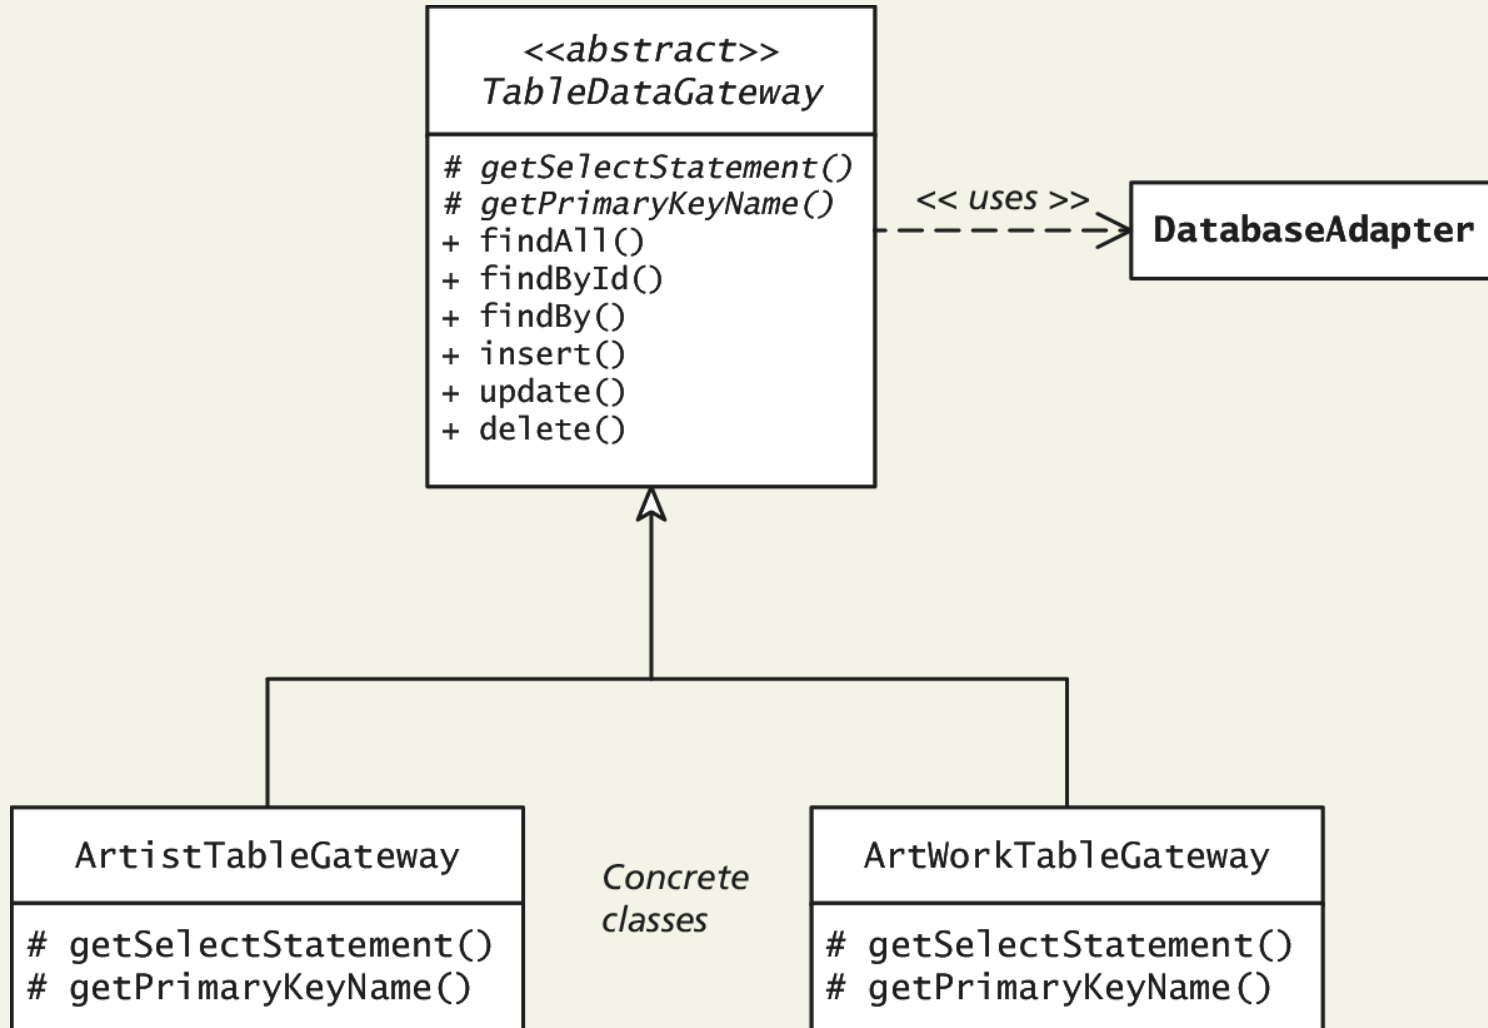 <<abstract>>
TableDataGateway
# getSelectStatement()
# getPrimaryKeyName()
+ findAll()
+ findById()
+ findBy()
+ insert()
+ update()
+ delete()
<< uses >>
DatabaseAdapter
ArtistTableGateway
# getSelectStatement()
# getPrimaryKeyName()
Concrete
classes
ArtWorkTableGateway
# getSelectStatement()
# getPrimaryKeyName()